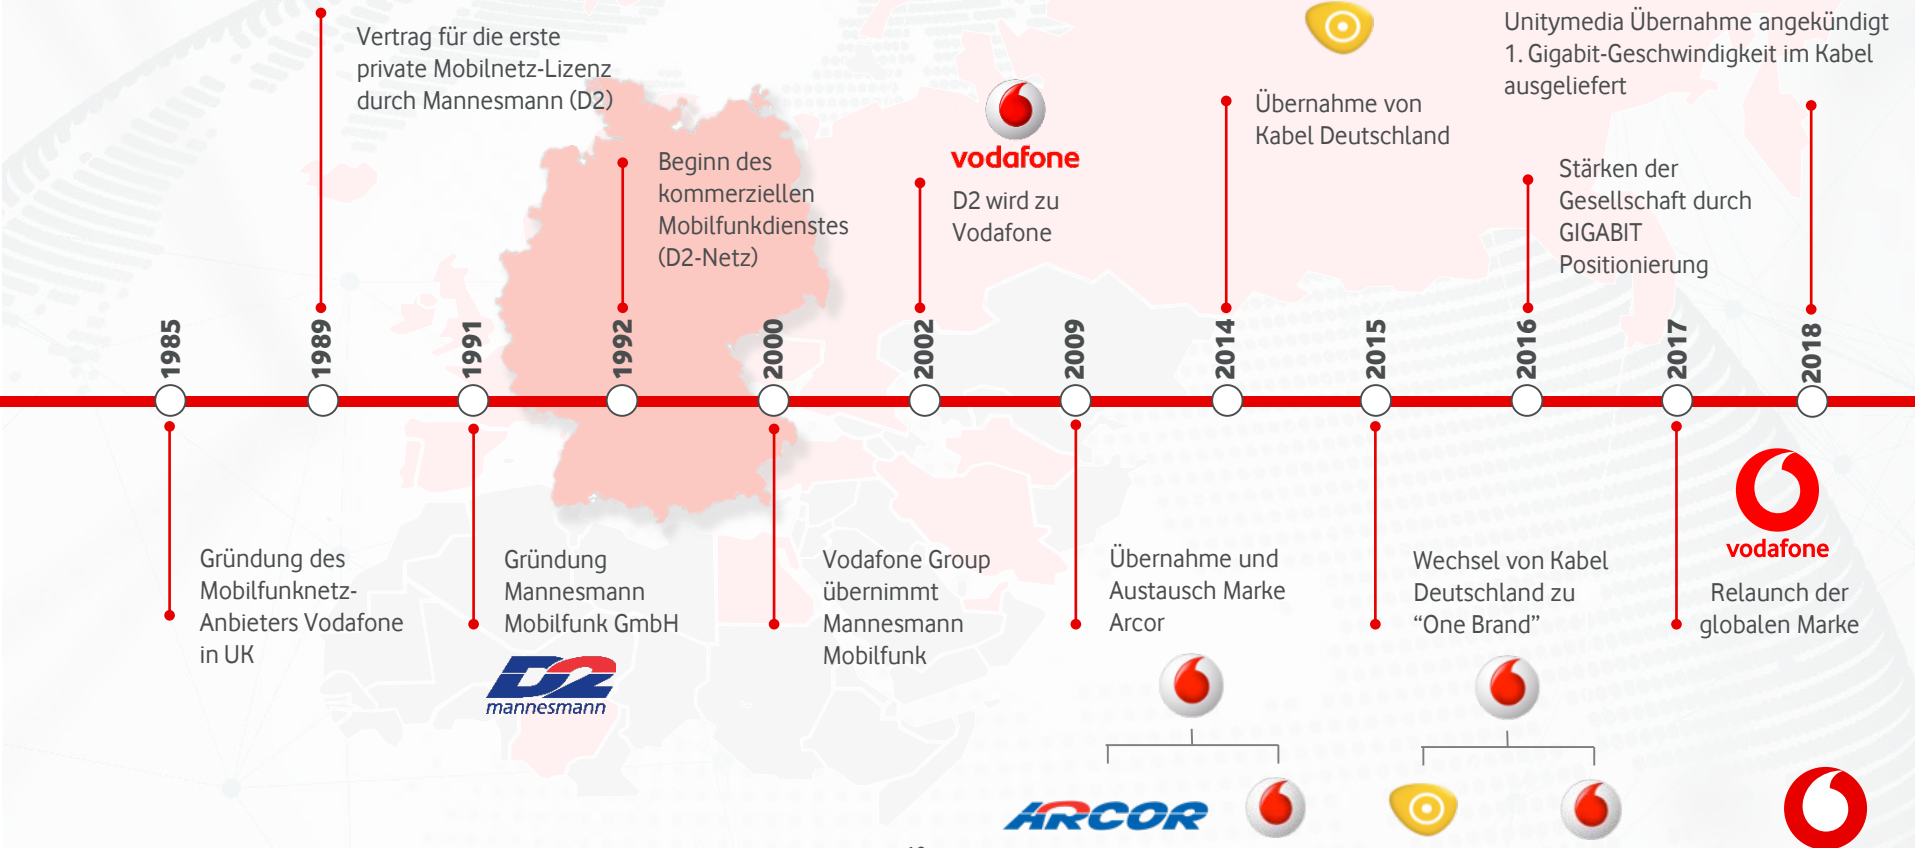 Vertrag für die erste
private Mobilnetz-Lizenz
durch Mannesmann (D2)
Beginn des
kommerziellen
Mobilfunkdienstes
(D2-Netz)
vodafone
D2 wird zu
Vodafone
Übernahme von
Kabel Deutschland
Unitymedia Übernahme angekündigt
1. Gigabit-Geschwindigkeit im Kabel
ausgeliefert
Stärken der
Gesellschaft durch
GIGABIT
Positionierung
1985
1989
1991
1992
2000
2002
2009
2014
2015
2016
2017
2018
Gründung des
Mobilfunknetz-
Anbieters Vodafone
in UK
Gründung
Mannesmann
Mobilfunk GmbH
D2
mannesmann
Vodafone Group
übernimmt
Mannesmann
Mobilfunk
Übernahme und
Austausch Marke
Arcor
ARCOR
Wechsel von Kabel
Deutschland zu
“One Brand”
vodafone
Relaunch der
globalen Marke